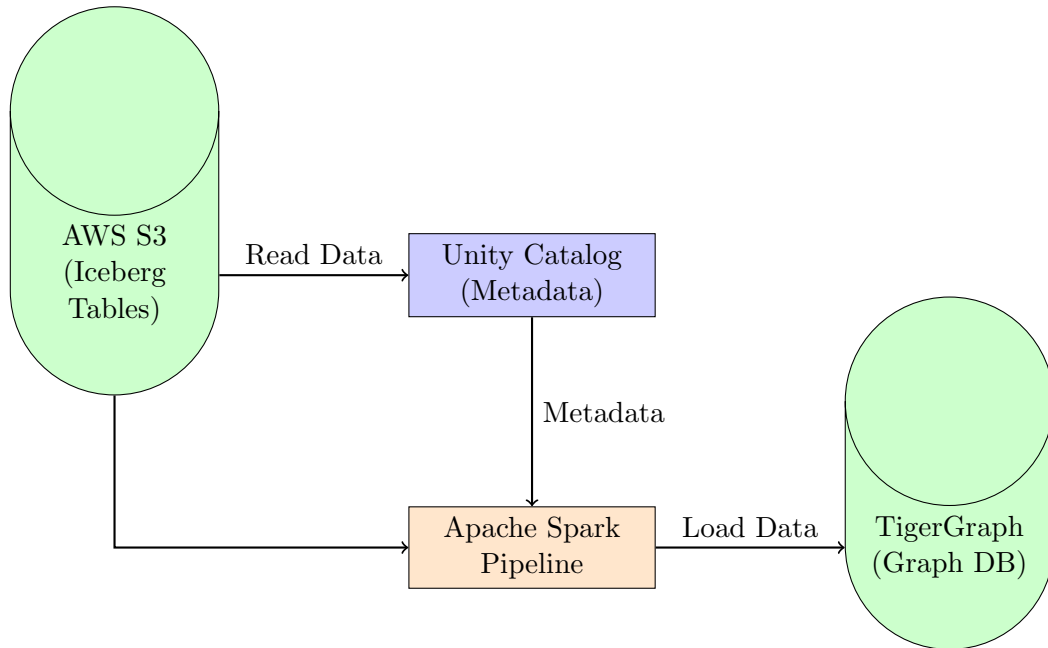 AWS S3
(Iceberg
Tables)
Read Data
Unity Catalog
(Metadata)
Metadata
Apache Spark
Pipeline
Load Data
TigerGraph
(Graph DB)